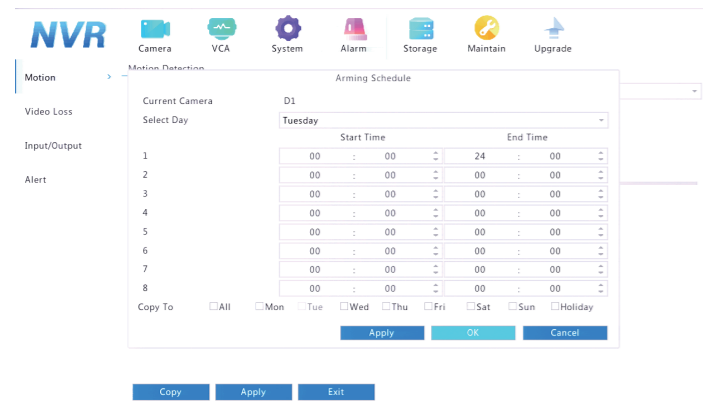 NVR
Camera VCA System Alarm Storage Maintain Upgrade
Motion > Motion Detection
Arming Schedule
Current Camera D1
Video Loss
Select Day Tuesday
Start Time End Time
Input/Output
1 00 : 00 24 : 00
2 00 : 00 00 : 00
Alert
3 00 : 00 00 : 00
4 00 : 00 00 : 00
5 00 : 00 00 : 00
6 00 : 00 00 : 00
7 00 : 00 00 : 00
8 00 : 00 00 : 00
Copy To All Mon Tue Wed Thu Fri Sat Sun Holiday
Apply OK Cancel
Copy Apply Exit